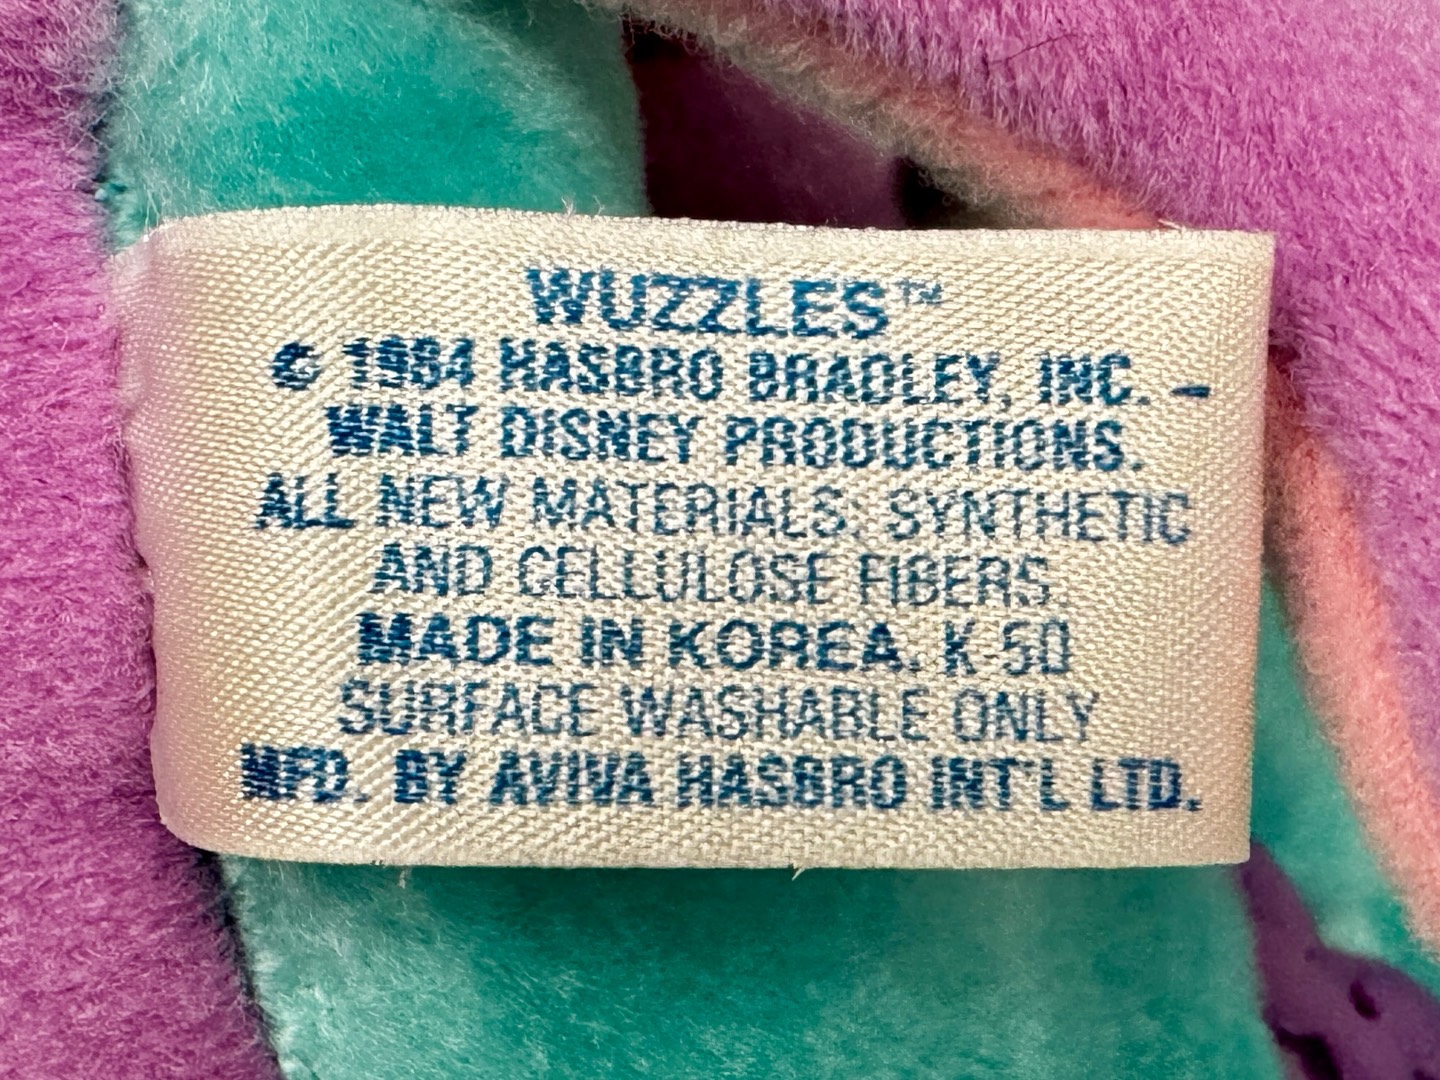 WUZZLES™
© 1984 HASBRO BRADLEY, INC. –
WALT DISNEY PRODUCTIONS.
ALL NEW MATERIALS: SYNTHETIC
AND CELLULOSE FIBERS.
MADE IN KOREA. K-50
SURFACE WASHABLE ONLY
MFD. BY AVIVA HASBRO INT'L LTD.